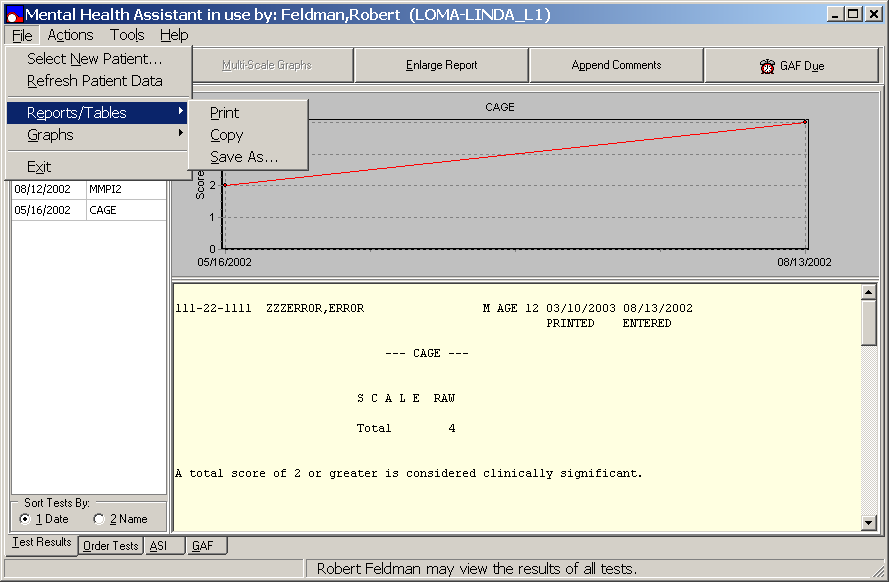 Mental Health Assistant in use by: Feldman,Robert (LOMA-LINDA_L1)
File Actions Tools Help
Select New Patient...
Refresh Patient Data
Reports/Tables
Graphs
Exit
Print
Copy
Save As...
Multi-Scale Graphs
Enlarge Report
Append Comments
GAF Due
CAGE
Score
2
1
0
05/16/2002
08/13/2002
08/12/2002 MMPI2
05/16/2002 CAGE
111-22-1111 ZZZERROR,ERROR M AGE 12 03/10/2003 08/13/2002
PRINTED ENTERED
--- CAGE ---
S C A L E RAW
Total 4
A total score of 2 or greater is considered clinically significant.
Sort Tests By:
1 Date 2 Name
Test Results Order Tests ASI GAF
Robert Feldman may view the results of all tests.